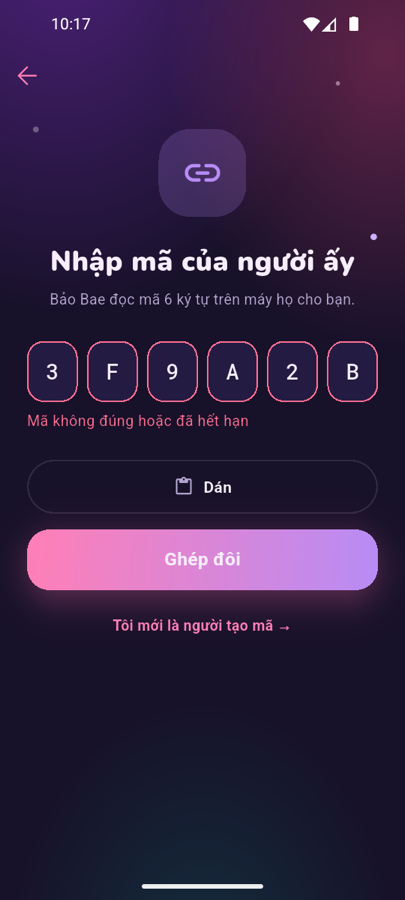 10:17
Nhập mã của người ấy
Bảo Bae đọc mã 6 ký tự trên máy họ cho bạn.
3 F 9 A 2 B
Mã không đúng hoặc đã hết hạn
Dán
Ghép đôi
Tôi mới là người tạo mã →